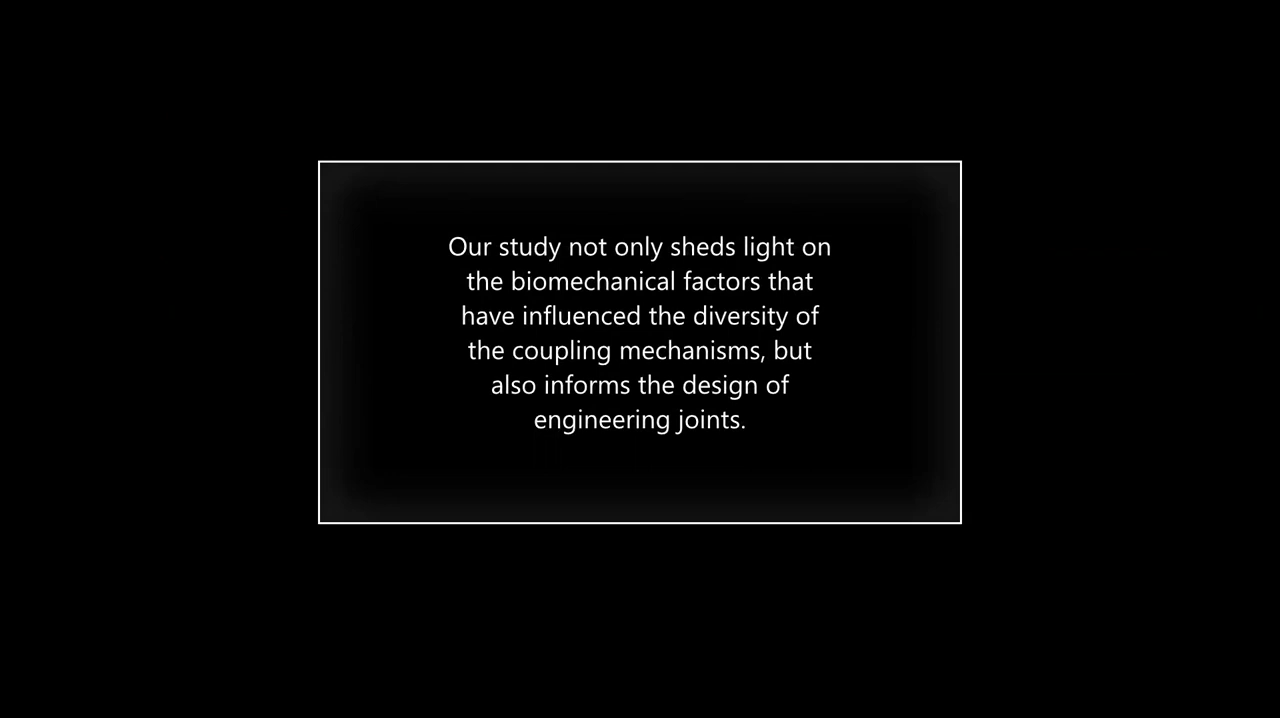 Our study not only sheds light on
the biomechanical factors that
have influenced the diversity of
the coupling mechanisms, but
also informs the design of
engineering joints.